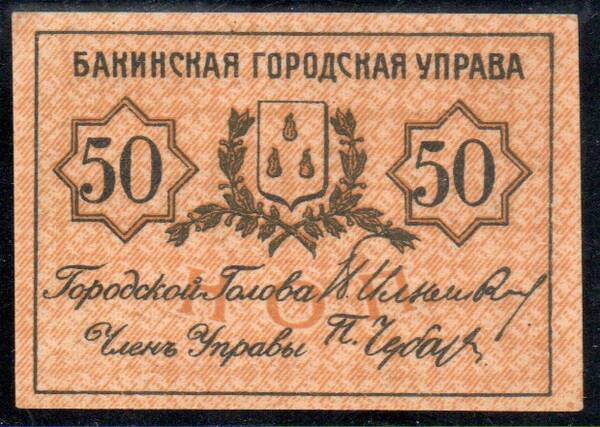 БАКИНСКАЯ ГОРОДСКАЯ УПРАВА
50 50
Городской Голова
Членъ Управы П.